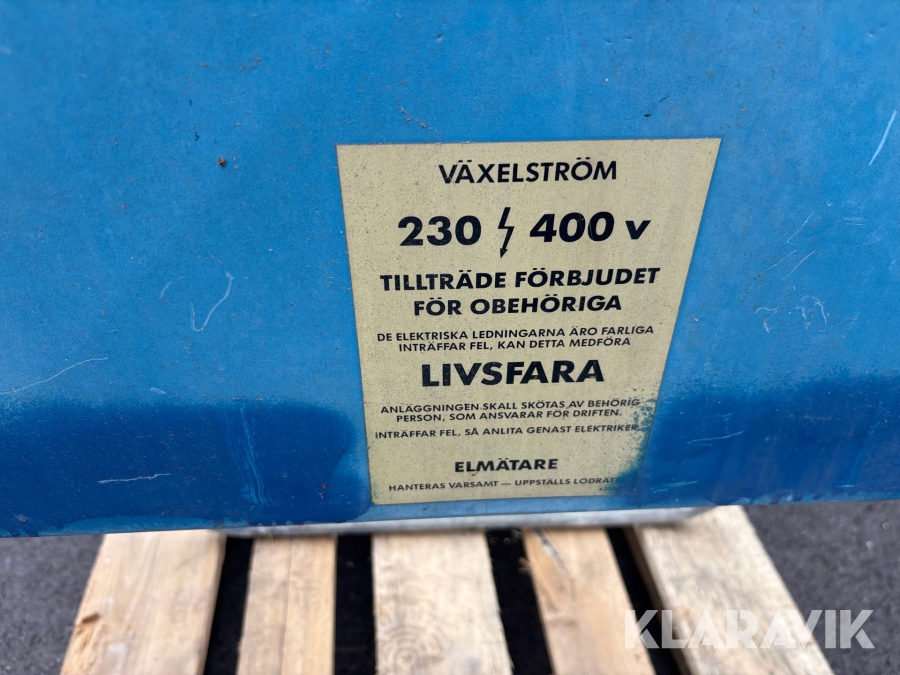 VÄXELSTRÖM
230 400 V
TILLTRÄDE FÖRBJUDET
FÖR OBEHÖRIGA
DE ELEKTRISKA LEDNINGARNA ÄRO FARLIGA
INTRÄFFAR FEL, KAN DETTA MEDFÖRA
LIVSFARA
ANLÄGGNINGEN SKALL SKÖTAS AV BEHÖRIG
PERSON, SOM ANSVARAR FÖR DRIFTEN.
INTRÄFFAR FEL, SÅ ANLITA GENAST ELEKTRIKER.
ELMÄTARE
HANTERAS VARSAMT — UPPSTÄLLS
KLARAVIK